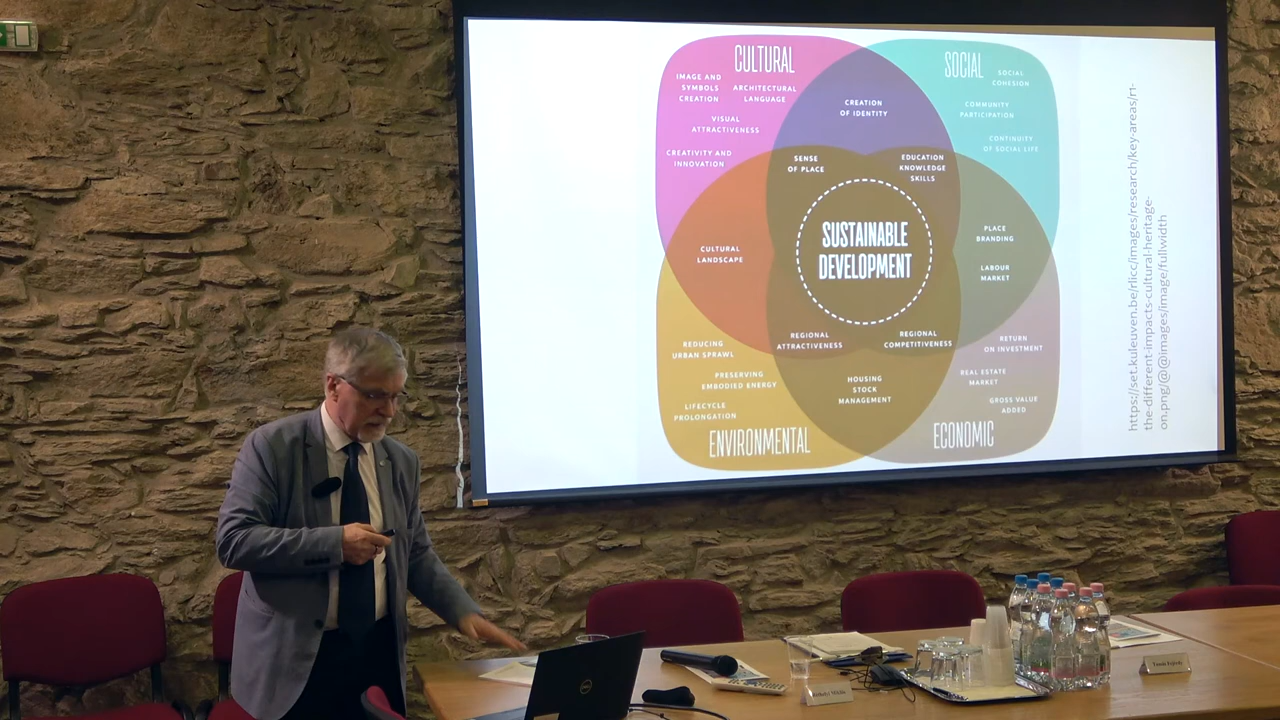 CULTURAL
IMAGE AND
SYMBOLS
CREATION
ARCHITECTURAL
LANGUAGE
VISUAL
ATTRACTIVENESS
CREATIVITY AND
INNOVATION
CREATION
OF IDENTITY
SOCIAL
SOCIAL
COHESION
COMMUNITY
PARTICIPATION
CONTINUITY
OF SOCIAL LIFE
SENSE
OF PLACE
EDUCATION
KNOWLEDGE
SKILLS
CULTURAL
LANDSCAPE
SUSTAINABLE
DEVELOPMENT
PLACE
BRANDING
LABOUR
MARKET
REGIONAL
ATTRACTIVENESS
REGIONAL
COMPETITIVENESS
REDUCING
URBAN SPRAWL
PRESERVING
EMBODIED ENERGY
LIFECYCLE
PROLONGATION
ENVIRONMENTAL
HOUSING
STOCK
MANAGEMENT
RETURN
ON INVESTMENT
REAL ESTATE
MARKET
GROSS VALUE
ADDED
ECONOMIC
https://set.kuleuven.be/rlicc/images/research/key-areas/r1-
the-different-impacts-cultural-heritage-
on.png/@@images/image/fullwidth
DELL